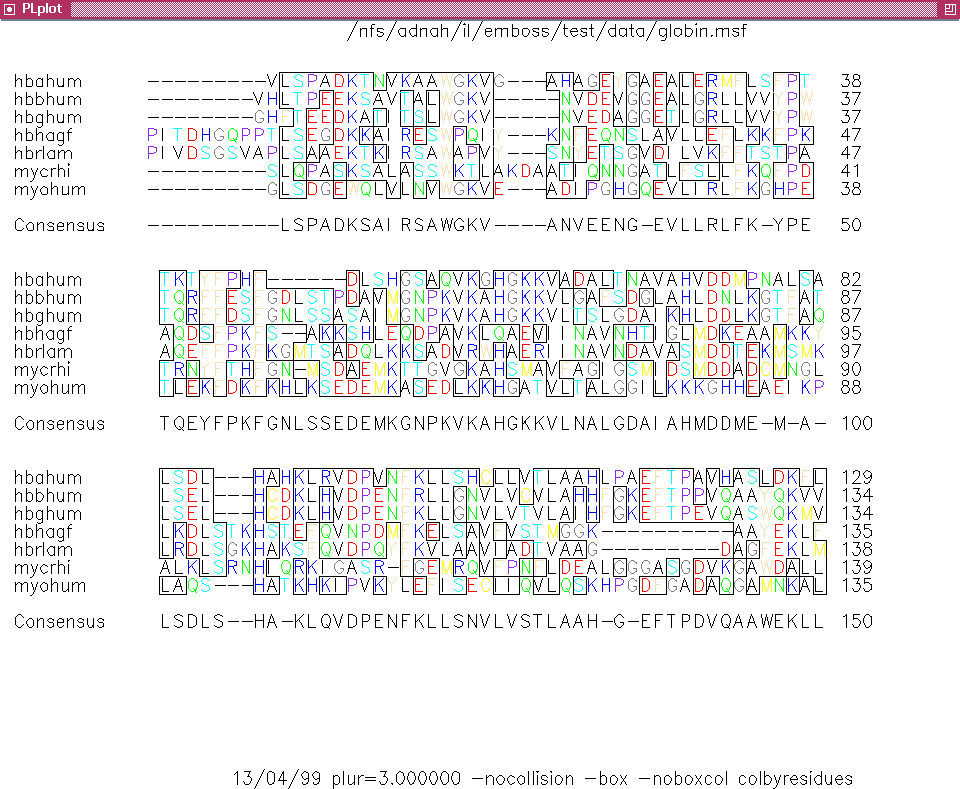 PLplot
/nfs/adnah/il/emboss/test/data/globin.msf
hbahum ---------VLSPADKTNVKAAWGKVG---AHAGEYGAEALERMFLSFPT 38
hbbhum --------VHLTPEEKSAVTALWGKV-----NVDEVGGEALGRLLVVYPW 37
hbghum --------GHFTEEDKATITSLWGKV-----NVEDAGGETLGRLLVVYPW 37
hbhagf PITDHGQPPTLSEGDKKAIRESWPQIY---KNFEQNSLAVLLEFLKKFPK 47
hbrlam PIVDSGSVAPLSAAEKTKIRSAWAPVY---SNYETSGVDILVKFFTSTPA 47
mycrhi ---------SLQPASKSALASSWKTLAKDAATIQNNGATLFSLLFKQFPD 41
myohum ---------GLSDGEWQLVLNVWGKVE---ADIPGHGQEVLIRLFKGHPE 38
Consensus ----------LSPADKSAIRSAWGKV----ANVEENG-EVLLRLFK-YPE 50
hbahum TKTYFPHF------DLSHGSAQVKGHGKKVADALTNAVAHVDDMPNALSA 82
hbbhum TQRFFESFGDLSTPDAVMGNPKVKAHGKKVLGAFSDGLAHLDNLKGTFAT 87
hbghum TQRFFDSFGNLSSASAIMGNPKVKAHGKKVLTSLGDAIKHLDDLKGTFAQ 87
hbhagf AQDSFPKFS--AKKSHLEQDPAVKLQAEVIINAVNHTIGLMDKEAAMKKY 95
hbrlam AQEFFPKFKGMTSADQLKKSADVRWHAERIINAVNDAVASMDDTEKMSMK 97
mycrhi TRNYFTHFGN-MSDAEMKTTGVGKAHSMAVFAGIGSMIDSMDDADCMNGL 90
myohum TLEKFDKFKHLKSEDEMKASEDLKKHGATVLTALGGILKKKGHHEAEIKP 88
Consensus TQEYFPKFGNLSSEDEMKGNPKVKAHGKKVLNALGDAIAHMDDME-M-A- 100
hbahum LSDL---HAHKLRVDPVNFKLLSHCLLVTLAAHLPAEFTPAVHASLDKFL 129
hbbhum LSEL---HCDKLHVDPENFRLLGNVLVCVLAHHFGKEFTPPVQAAYQKVV 134
hbghum LSEL---HCDKLHVDPENFKLLGNVLVTVLAIHFGKEFTPEVQASWQKMV 134
hbhagf LKDLSTKHSTEFQVNPDMFKELSAVFVSTMGGK----------AAYEKLF 135
hbrlam LRDLSGKHAKSFQVDPQYFKVLAAVIADTVAAG---------DAGFEKLM 138
mycrhi ALKLSRNHIQRKIGASR-FGEMRQVFPNFLDEALGGGASGDVKGAWDALL 139
myohum LAQS---HATKHKIPVKYLEFISECIIQVLQSKHPGDFGADAQGAMNKAL 135
Consensus LSDLS--HA-KLQVDPENFKLLSNVLVSTLAAH-G-EFTPDVQAAWEKLL 150
13/04/99 plur=3.000000 -nocollision -box -noboxcol colbyresidues